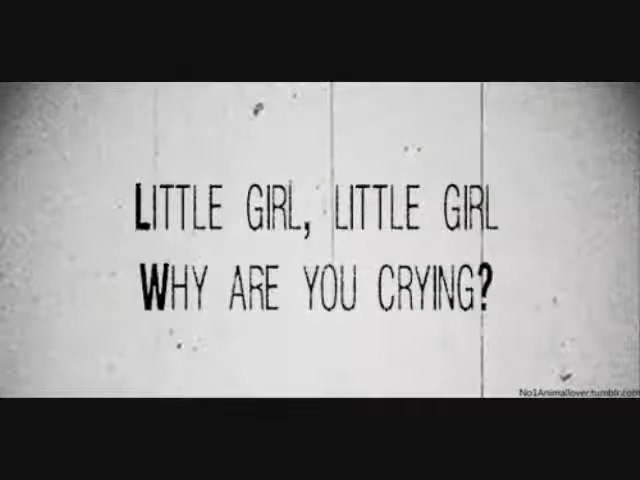 Little girl, little girl
Why are you crying?
No1Animallover.tumblr.com